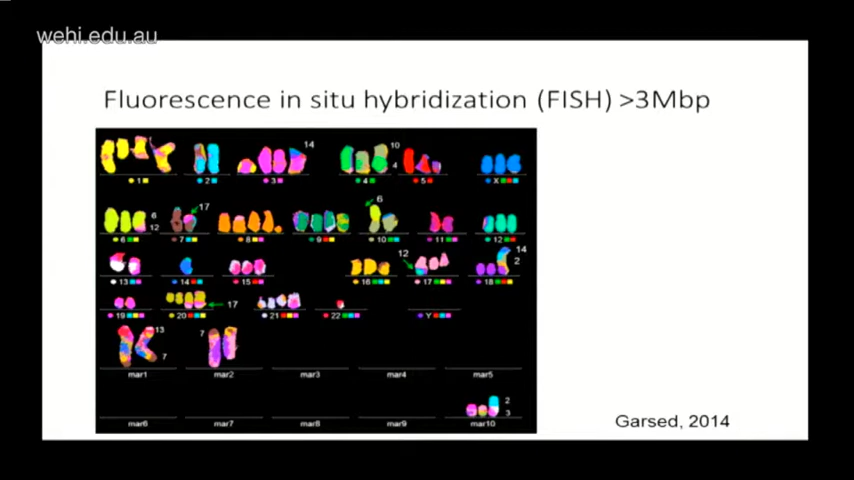 wehi.edu.au
Fluorescence in situ hybridization (FISH) >3Mbp
14
10
4
1
2
3
4
5
X
17
6
6
12
7
8
9
10
11
12
12
14
2
13
14
15
16
17
18
17
19
20
21
22
Y
13
7
7
mar1
mar2
mar3
mar4
mar5
2
3
mar6
mar7
mar8
mar9
mar10
Garsed, 2014